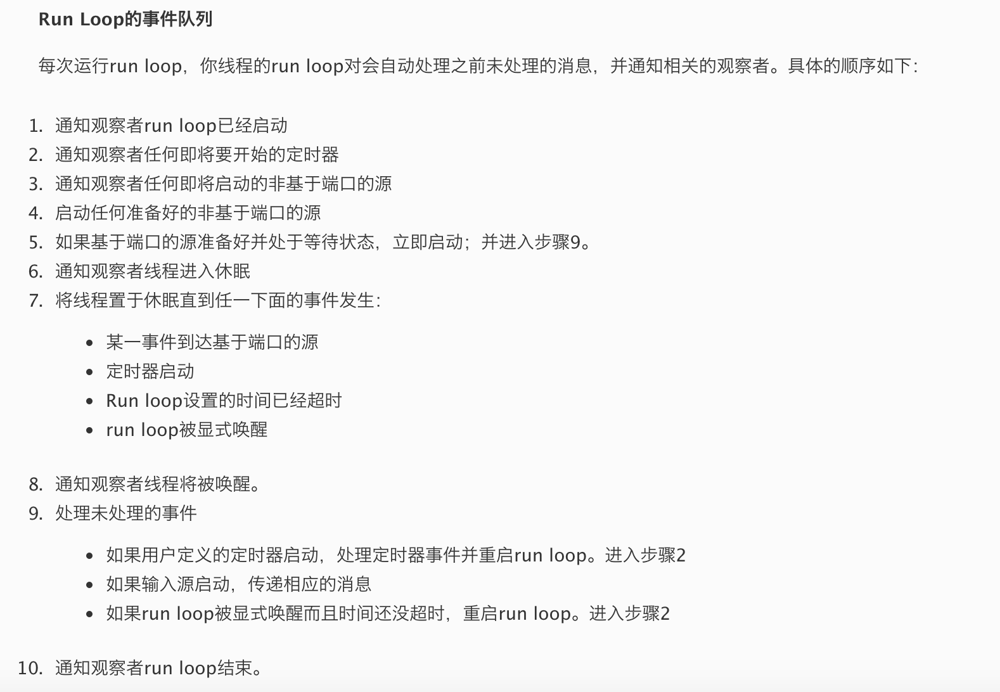 Run Loop的事件队列
每次运行run loop，你线程的run loop对会自动处理之前未处理的消息，并通知相关的观察者。具体的顺序如下：
1. 通知观察者run loop已经启动
2. 通知观察者任何即将要开始的定时器
3. 通知观察者任何即将启动的非基于端口的源
4. 启动任何准备好的非基于端口的源
5. 如果基于端口的源准备好并处于等待状态，立即启动；并进入步骤9。
6. 通知观察者线程进入休眠
7. 将线程置于休眠直到任一下面的事件发生：
• 某一事件到达基于端口的源
• 定时器启动
• Run loop设置的时间已经超时
• run loop被显式唤醒
8. 通知观察者线程将被唤醒。
9. 处理未处理的事件
• 如果用户定义的定时器启动，处理定时器事件并重启run loop。进入步骤2
• 如果输入源启动，传递相应的消息
• 如果run loop被显式唤醒而且时间还没超时，重启run loop。进入步骤2
10. 通知观察者run loop结束。